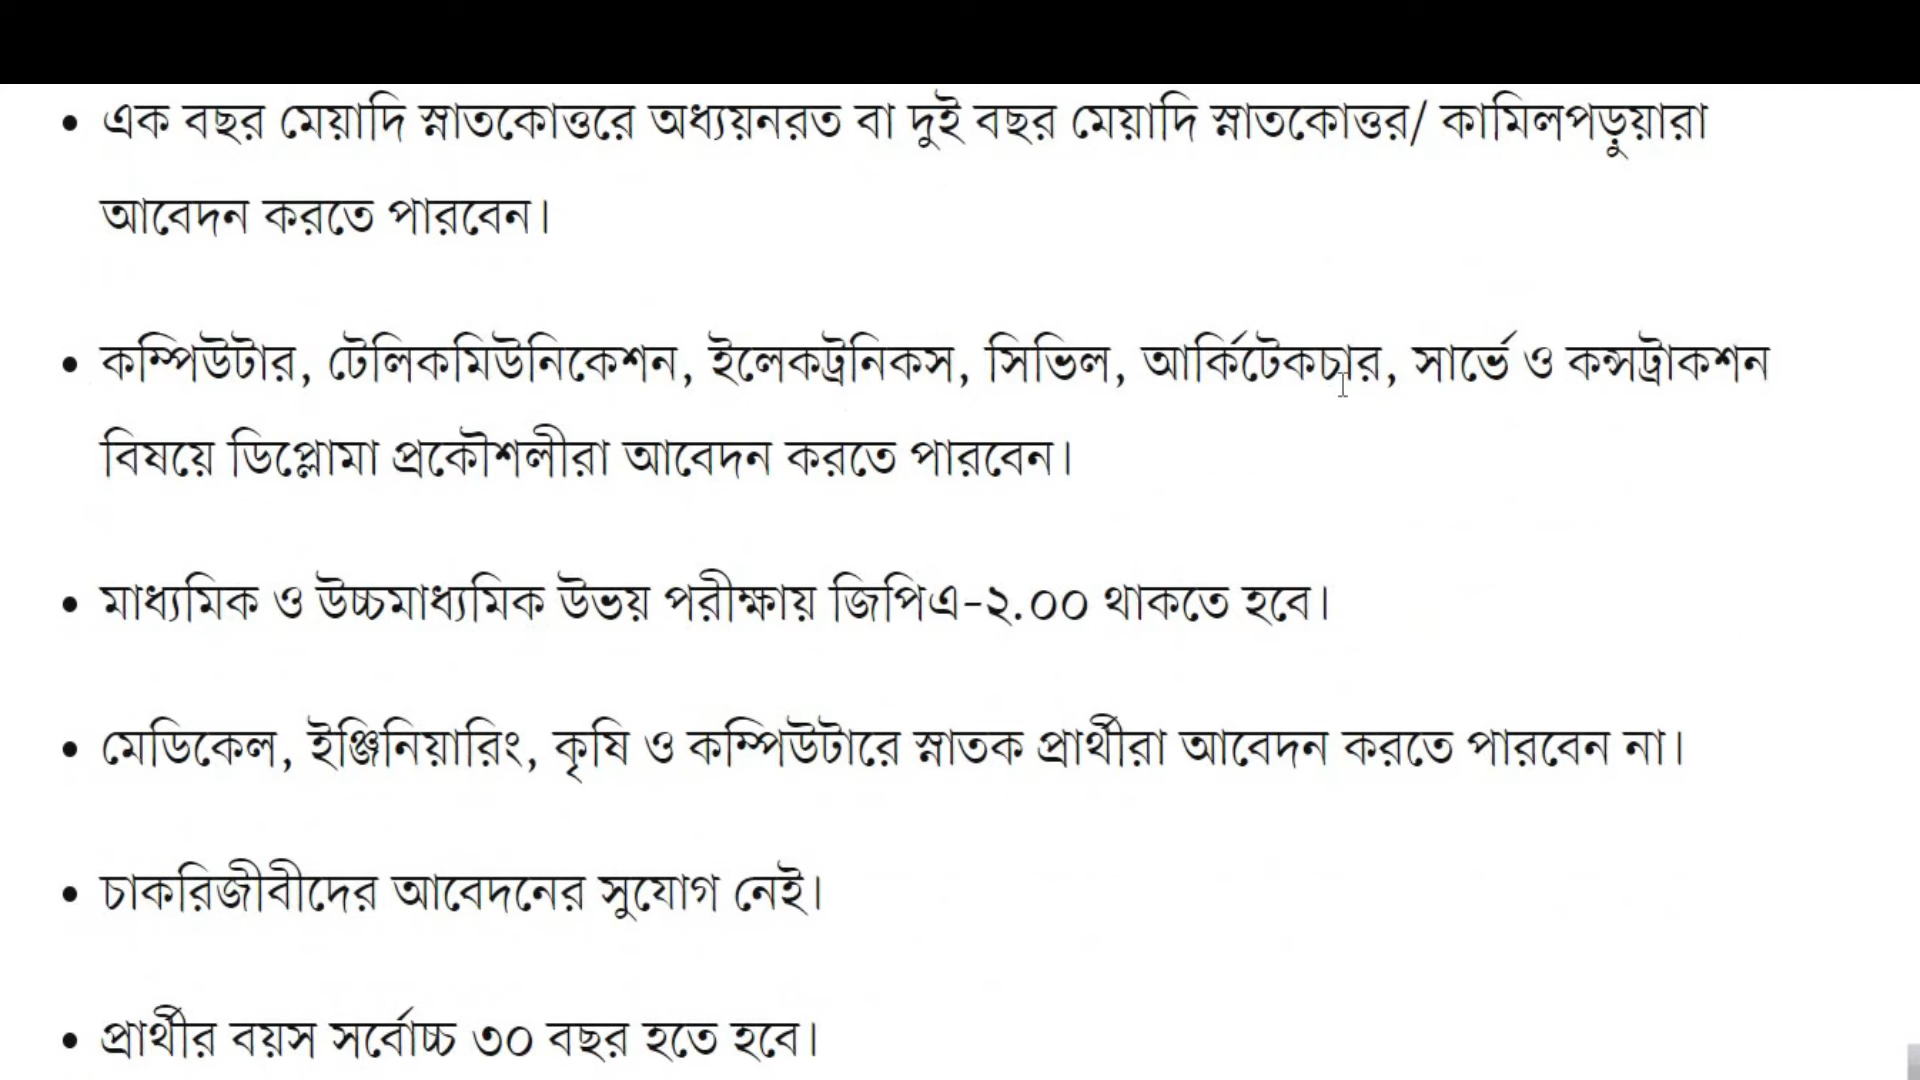 • এক বছর মেয়াদি স্নাতকোত্তরে অধ্যয়নরত বা দুই বছর মেয়াদি স্নাতকোত্তর/ কামিলপড়ুয়ারা
আবেদন করতে পারবেন।
• কম্পিউটার, টেলিকমিউনিকেশন, ইলেকট্রনিকস, সিভিল, আর্কিটেকচার, সার্ভে ও কন্সট্রাকশন
বিষয়ে ডিপ্লোমা প্রকৌশলীরা আবেদন করতে পারবেন।
• মাধ্যমিক ও উচ্চমাধ্যমিক উভয় পরীক্ষায় জিপিএ-২.০০ থাকতে হবে।
• মেডিকেল, ইঞ্জিনিয়ারিং, কৃষি ও কম্পিউটারে স্নাতক প্রার্থীরা আবেদন করতে পারবেন না।
• চাকরিজীবীদের আবেদনের সুযোগ নেই।
• প্রার্থীর বয়স সর্বোচ্চ ৩০ বছর হতে হবে।